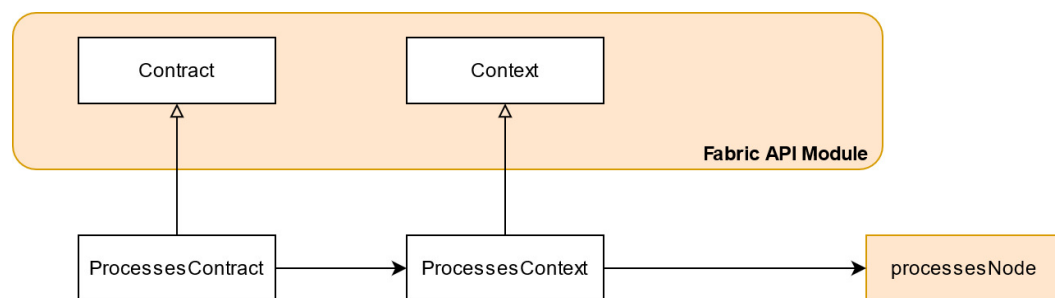 Contract
Context
Fabric API Module
ProcessesContract
ProcessesContext
processesNode